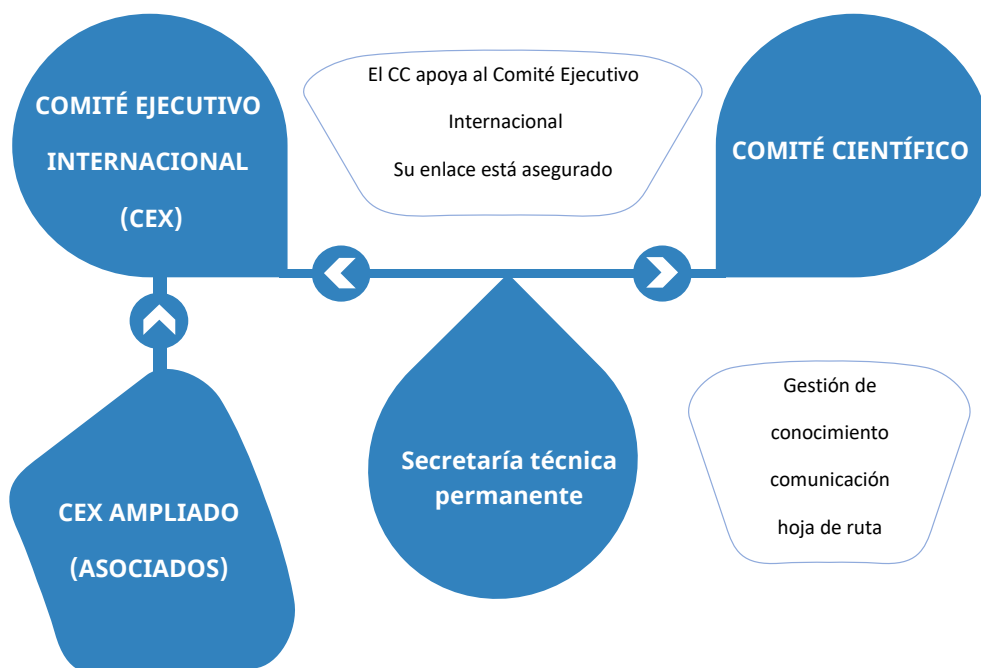 COMITÉ EJECUTIVO
INTERNACIONAL
(CEX)
El CC apoya al Comité Ejecutivo
Internacional
Su enlace está asegurado
COMITÉ CIENTÍFICO
CEX AMPLIADO
(ASOCIADOS)
Secretaría técnica
permanente
Gestión de
conocimiento
comunicación
hoja de ruta